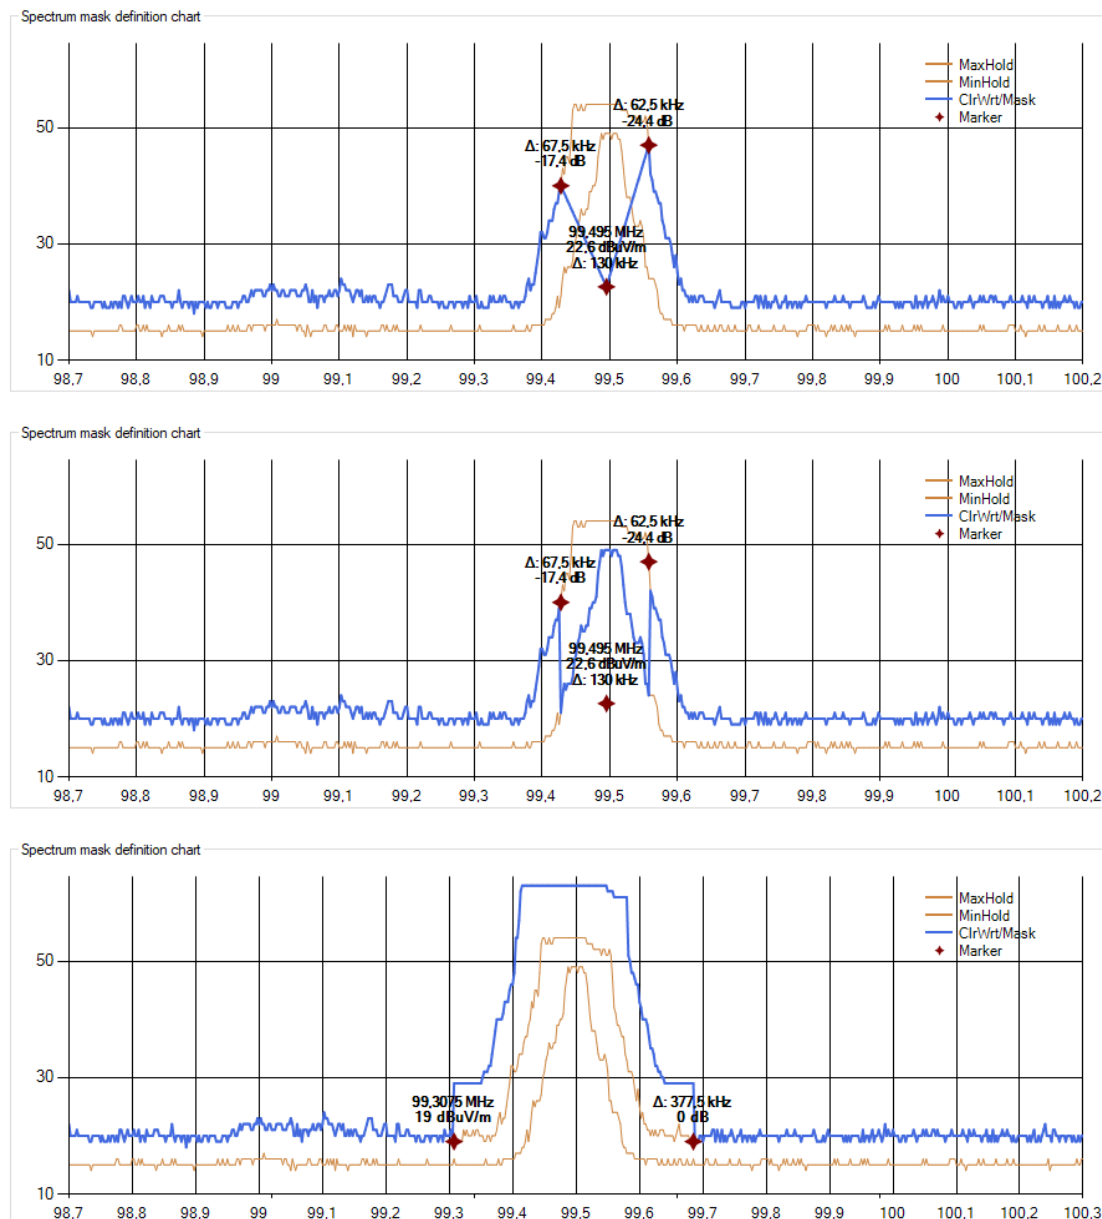 Spectrum mask definition chart
MaxHold
MinHold
ClrWrt/Mask
Marker
Δ: 62,5 kHz
-24,4 dB
50
Δ: 67,5 kHz
-17,4 dB
30
99,495 MHz
22,6 dBuV/m
Δ: 130 kHz
10
98,7 98,8 98,9 99 99,1 99,2 99,3 99,4 99,5 99,6 99,7 99,8 99,9 100 100,1 100,2
Spectrum mask definition chart
MaxHold
MinHold
ClrWrt/Mask
Marker
Δ: 62,5 kHz
-24,4 dB
50
Δ: 67,5 kHz
-17,4 dB
30
99,495 MHz
22,6 dBuV/m
Δ: 130 kHz
10
98,7 98,8 98,9 99 99,1 99,2 99,3 99,4 99,5 99,6 99,7 99,8 99,9 100 100,1 100,2
Spectrum mask definition chart
MaxHold
MinHold
ClrWrt/Mask
Marker
50
30
99,3075 MHz
19 dBuV/m
Δ: 377,5 kHz
0 dB
10
98,7 98,8 98,9 99 99,1 99,2 99,3 99,4 99,5 99,6 99,7 99,8 99,9 100 100,1 100,2 100,3